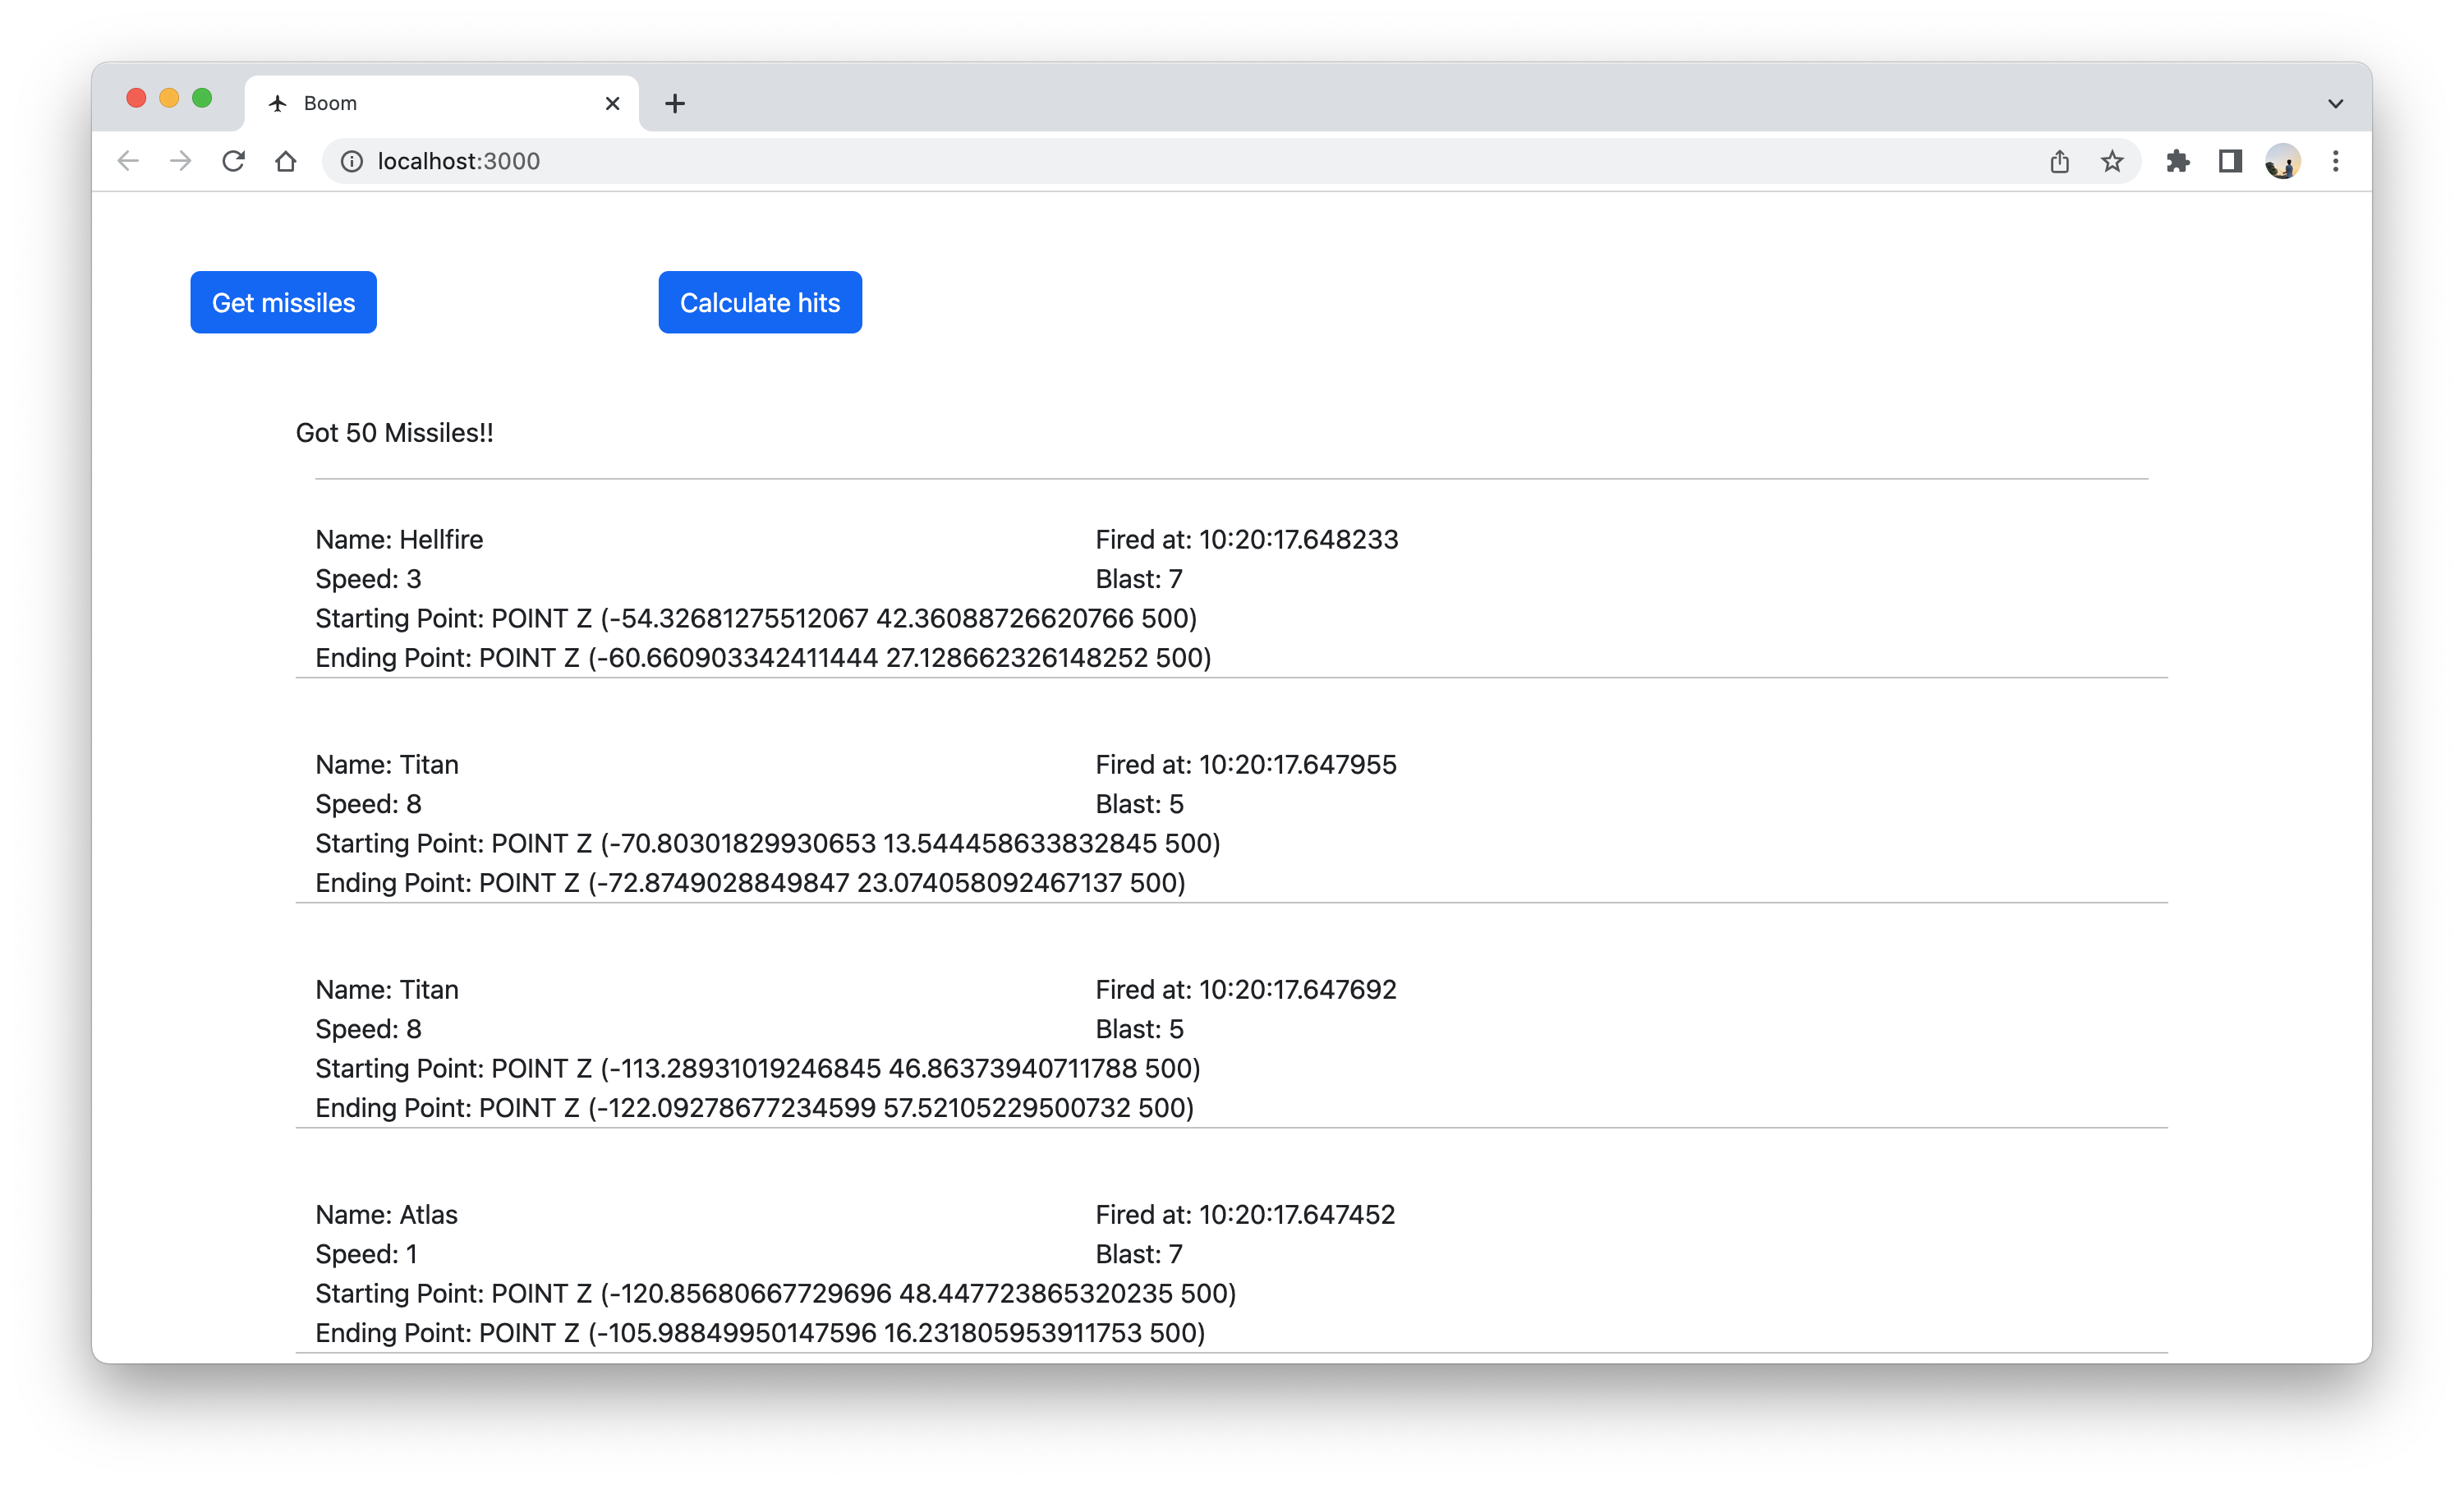 Boom
localhost:3000
Get missiles
Calculate hits
Got 50 Missiles!!
Name: Hellfire
Fired at: 10:20:17.648233
Speed: 3
Blast: 7
Starting Point: POINT Z (-54.32681275512067 42.36088726620766 500)
Ending Point: POINT Z (-60.660903342411444 27.128662326148252 500)
Name: Titan
Fired at: 10:20:17.647955
Speed: 8
Blast: 5
Starting Point: POINT Z (-70.80301829930653 13.544458633832845 500)
Ending Point: POINT Z (-72.8749028849847 23.074058092467137 500)
Name: Titan
Fired at: 10:20:17.647692
Speed: 8
Blast: 5
Starting Point: POINT Z (-113.28931019246845 46.86373940711788 500)
Ending Point: POINT Z (-122.09278677234599 57.52105229500732 500)
Name: Atlas
Fired at: 10:20:17.647452
Speed: 1
Blast: 7
Starting Point: POINT Z (-120.85680667729696 48.447723865320235 500)
Ending Point: POINT Z (-105.98849950147596 16.231805953911753 500)